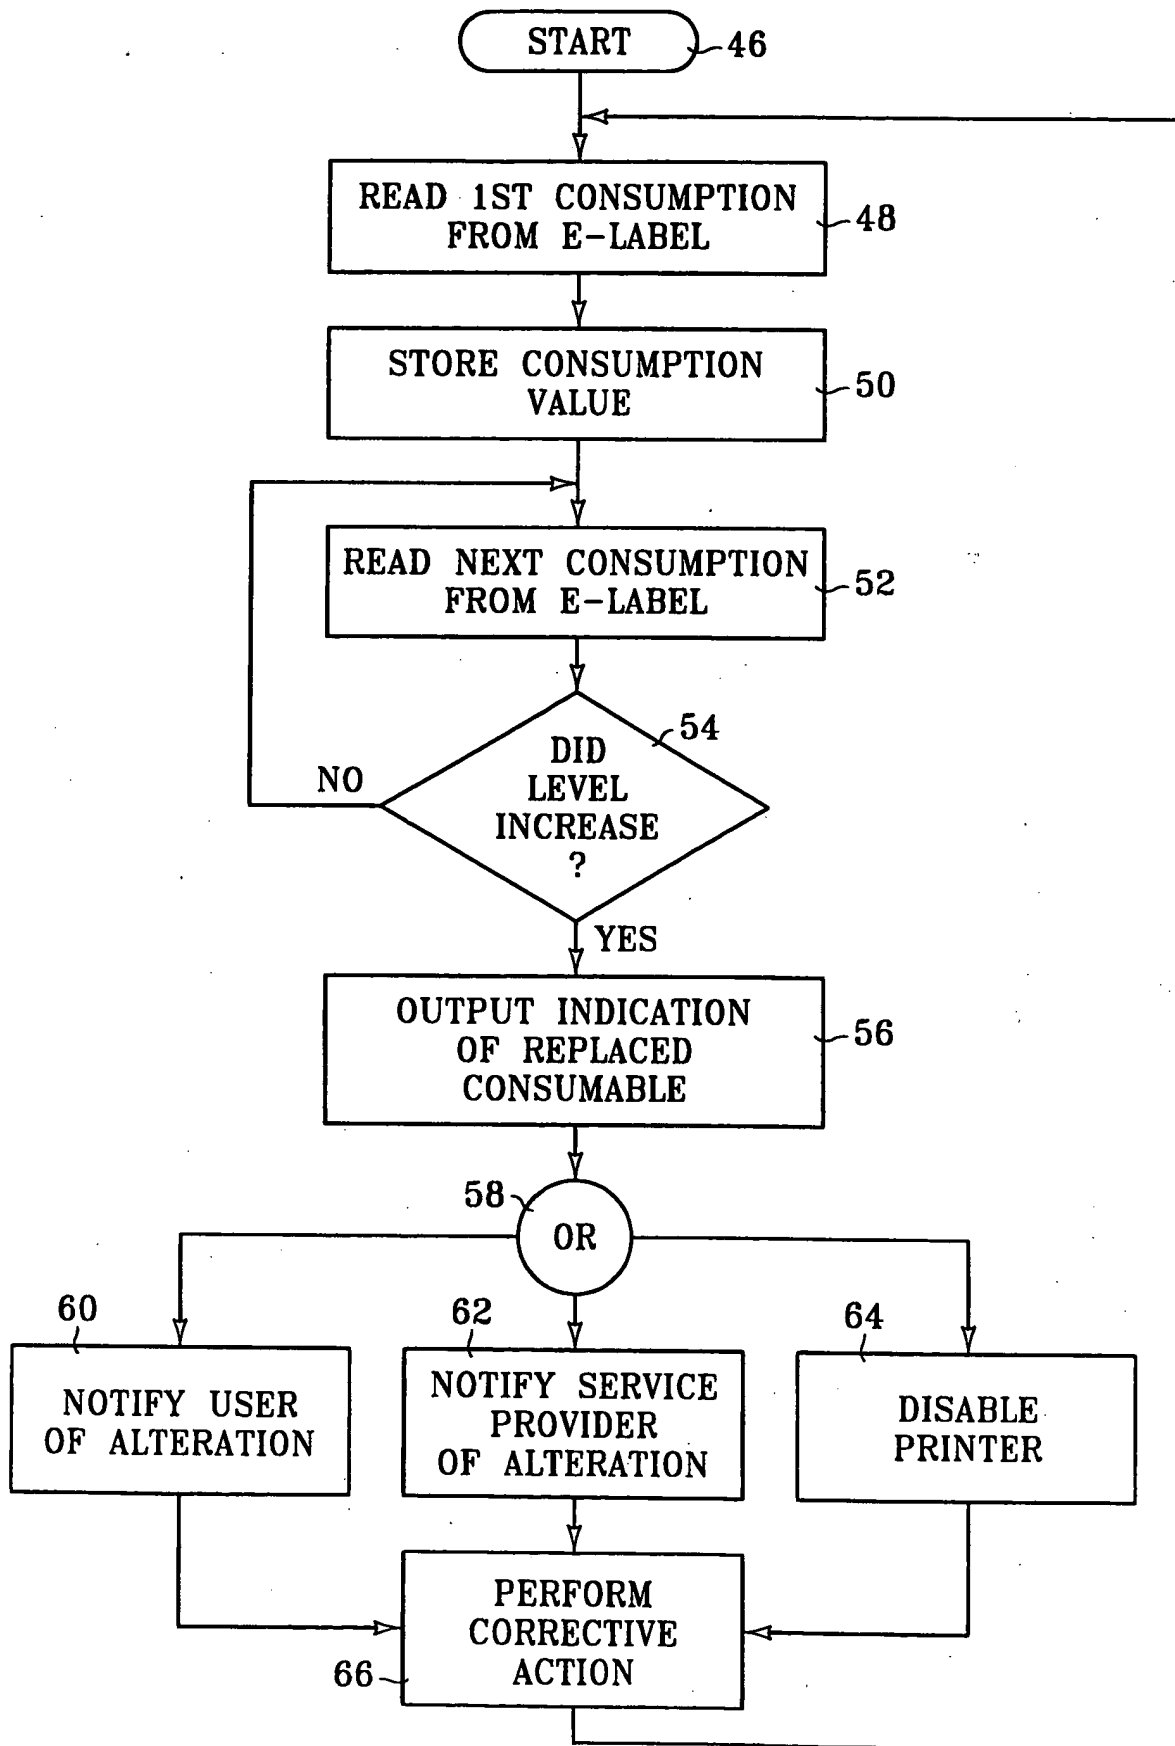 START
46
READ 1ST CONSUMPTION
FROM E-LABEL
48
STORE CONSUMPTION
VALUE
50
READ NEXT CONSUMPTION
FROM E-LABEL
52
DID
LEVEL
INCREASE
?
54
NO
YES
OUTPUT INDICATION
OF REPLACED
CONSUMABLE
56
58
OR
60
NOTIFY USER
OF ALTERATION
62
NOTIFY SERVICE
PROVIDER
OF ALTERATION
64
DISABLE
PRINTER
PERFORM
CORRECTIVE
ACTION
66